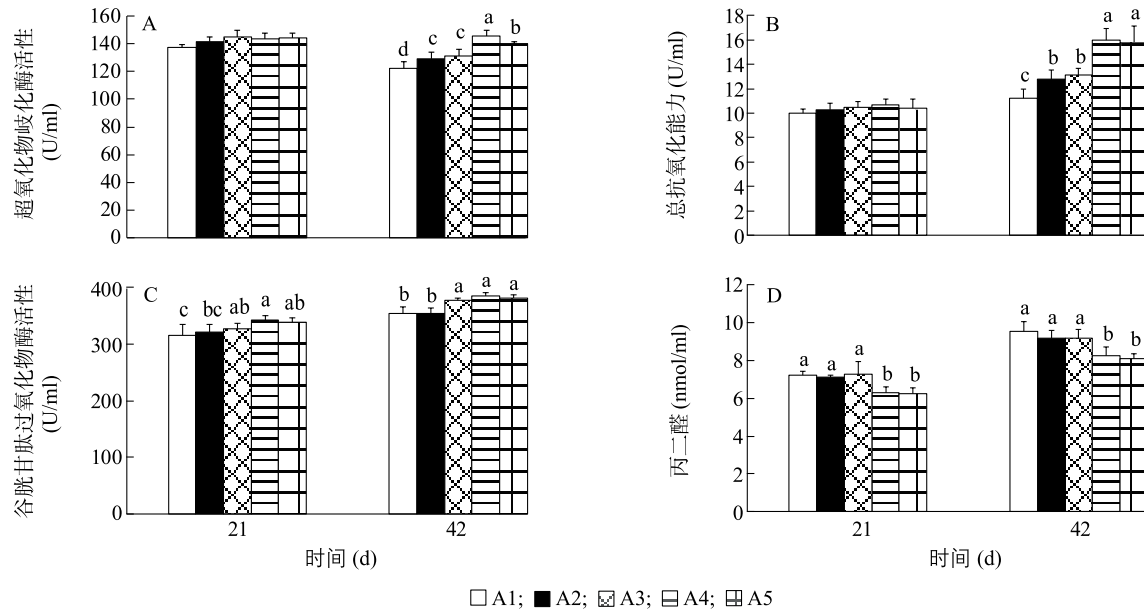 A
超氧化物歧化酶活性
(U/ml)
160
140
120
100
80
60
40
20
0
d c c a b
B
总抗氧化能力 (U/ml)
18
16
14
12
10
8
6
4
2
0
c b b a a
C
谷胱甘肽过氧化物酶活性
(U/ml)
400
300
200
100
0
c bc ab a ab b b a a a
21 42
时间 (d)
D
丙二醛 (nmol/ml)
12
10
8
6
4
2
0
a a a b b a a a b b
21 42
时间 (d)
A1; A2; A3; A4; A5